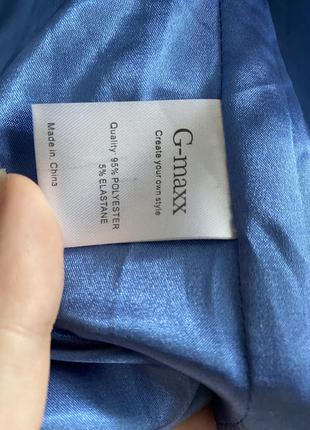 G-maxx
Create your own style
Quality: 95% POLYESTER
5% ELASTANE
Made in. China